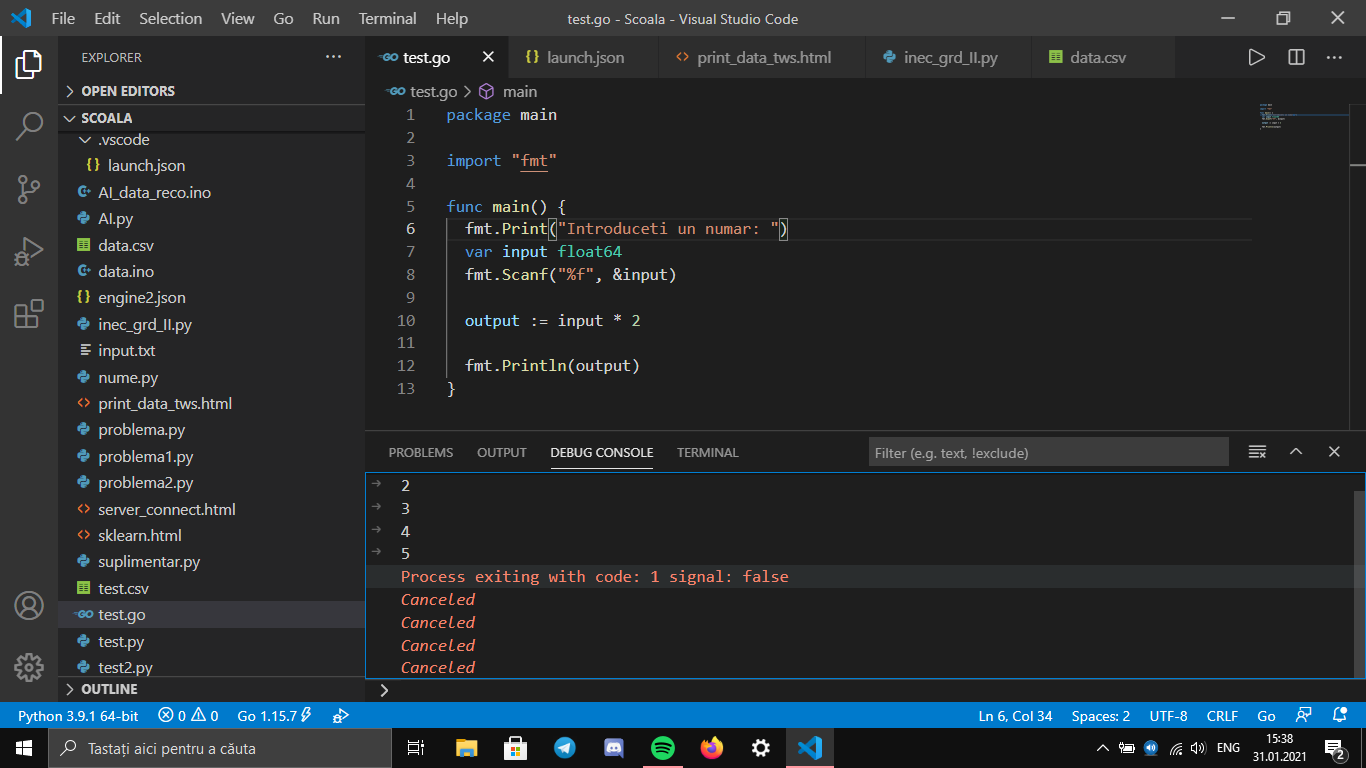 File Edit Selection View Go Run Terminal Help test.go - Scoala - Visual Studio Code
EXPLORER
OPEN EDITORS
SCOALA
.vscode
{} launch.json
AI_data_reco.ino
AI.py
data.csv
data.ino
{} engine2.json
inec_grd_II.py
input.txt
nume.py
<> print_data_tws.html
problema.py
problema1.py
problema2.py
<> server_connect.html
<> sklearn.html
suplimentar.py
test.csv
GO test.go
test.py
test2.py
OUTLINE
GO test.go {} launch.json <> print_data_tws.html inec_grd_II.py data.csv
GO test.go > main
1 package main
2
3 import "fmt"
4
5 func main() {
6 fmt.Print("Introduceti un numar: ")
7 var input float64
8 fmt.Scanf("%f", &input)
9
10 output := input * 2
11
12 fmt.Println(output)
13 }
PROBLEMS OUTPUT DEBUG CONSOLE TERMINAL Filter (e.g. text, !exclude)
2
3
4
5
Process exiting with code: 1 signal: false
Canceled
Canceled
Canceled
Canceled
Python 3.9.1 64-bit 0 0 Go 1.15.7 Ln 6, Col 34 Spaces: 2 UTF-8 CRLF Go
Tastați aici pentru a căuta
ENG
15:38
31.01.2021
2